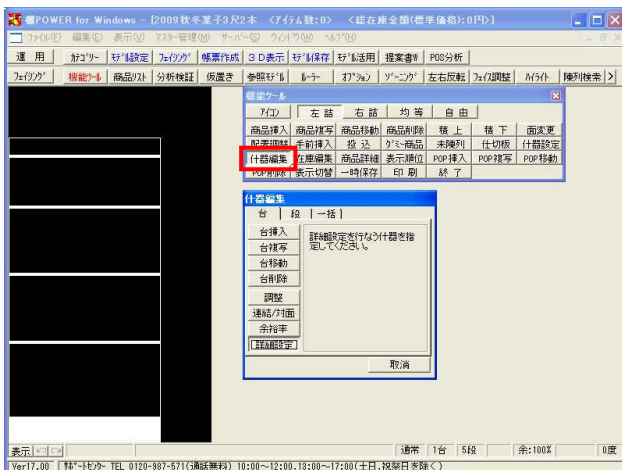 棚POWER for Windows - [2009秋冬菓子3尺2本 <アイテム数:0> <総在庫金額(標準価格):0円>]
ファイル(F) 編集(E) 表示(V) マスター管理(M) サーバー(S) ウィンドウ(W) ヘルプ(H)
運 用 カテゴリー モデル設定 フェイシング 帳票作成 3D表示 モデル保存 モデル活用 提案書W POS分析
フェイシング 機能ツール 商品リスト 分析検証 仮置き 参照モデル ルーラー オプション ゾーニング 左右反転 フェイス調整 ハイライト 陳列検索
機能ツール
アイコン 左 詰 右 詰 均 等 自 由
商品挿入 商品複写 商品移動 商品削除 積 上 積 下 面変更
配素調整 手前挿入 投 込 ダミー商品 未陳列 仕切板 什器設定
什器編集 在庫編集 商品詳細 表示順位 POP挿入 POP複写 POP移動
POP削除 表示切替 一時保存 印 刷 終 了
什器編集
台 段 一括
台挿入
台複写
台移動
台削除
調整
連結/対面
余裕率
詳細設定
詳細設定を行なう什器を指
定してください。
取消
表示 通常 1台 5段 余:100% 0度
Ver17.00 サポートセンター TEL 0120-987-571(通話無料) 10:00～12:00、13:00～17:00(土日、祝祭日を除く)